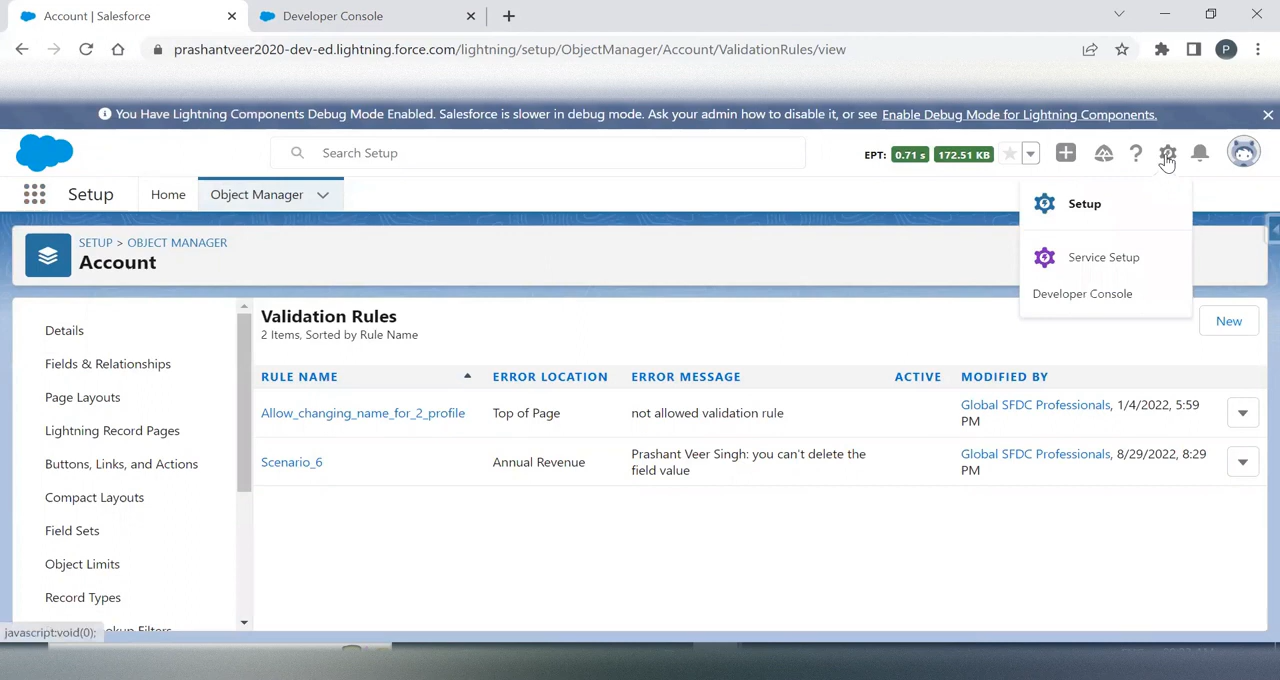 Account | Salesforce
Developer Console
prashantveer2020-dev-ed.lightning.force.com/lightning/setup/ObjectManager/Account/ValidationRules/view
P
You Have Lightning Components Debug Mode Enabled. Salesforce is slower in debug mode. Ask your admin how to disable it, or see Enable Debug Mode for Lightning Components.
Search Setup
EPT: 0.71 s 172.51 KB
Setup
Home
Object Manager
Setup
Service Setup
Developer Console
SETUP > OBJECT MANAGER
Account
Details
Fields & Relationships
Page Layouts
Lightning Record Pages
Buttons, Links, and Actions
Compact Layouts
Field Sets
Object Limits
Record Types
Validation Rules
2 Items, Sorted by Rule Name
New
RULE NAME ERROR LOCATION ERROR MESSAGE ACTIVE MODIFIED BY
Allow_changing_name_for_2_profile Top of Page not allowed validation rule Global SFDC Professionals, 1/4/2022, 5:59
PM
Scenario_6 Annual Revenue Prashant Veer Singh: you can't delete the Global SFDC Professionals, 8/29/2022, 8:29
field value PM
javascript:void(0);